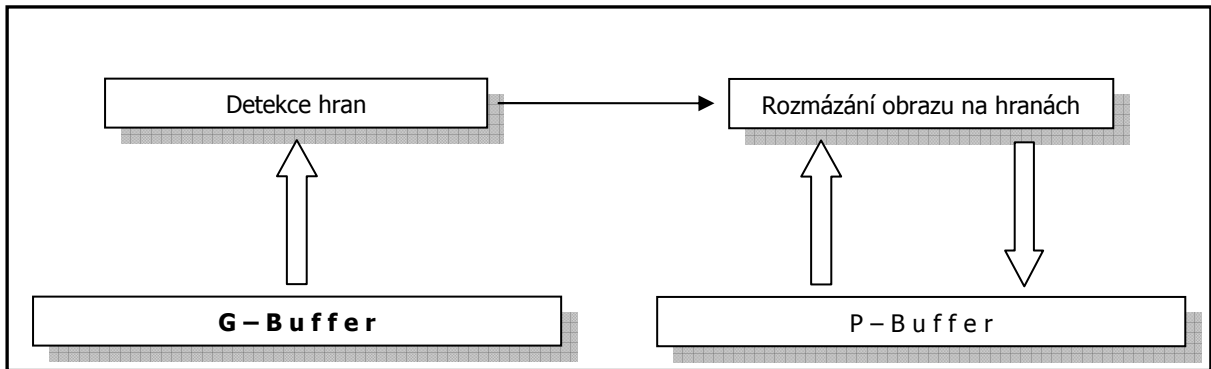 Detekce hran
Rozmázání obrazu na hranách
G – B u f f e r
P – B u f f e r